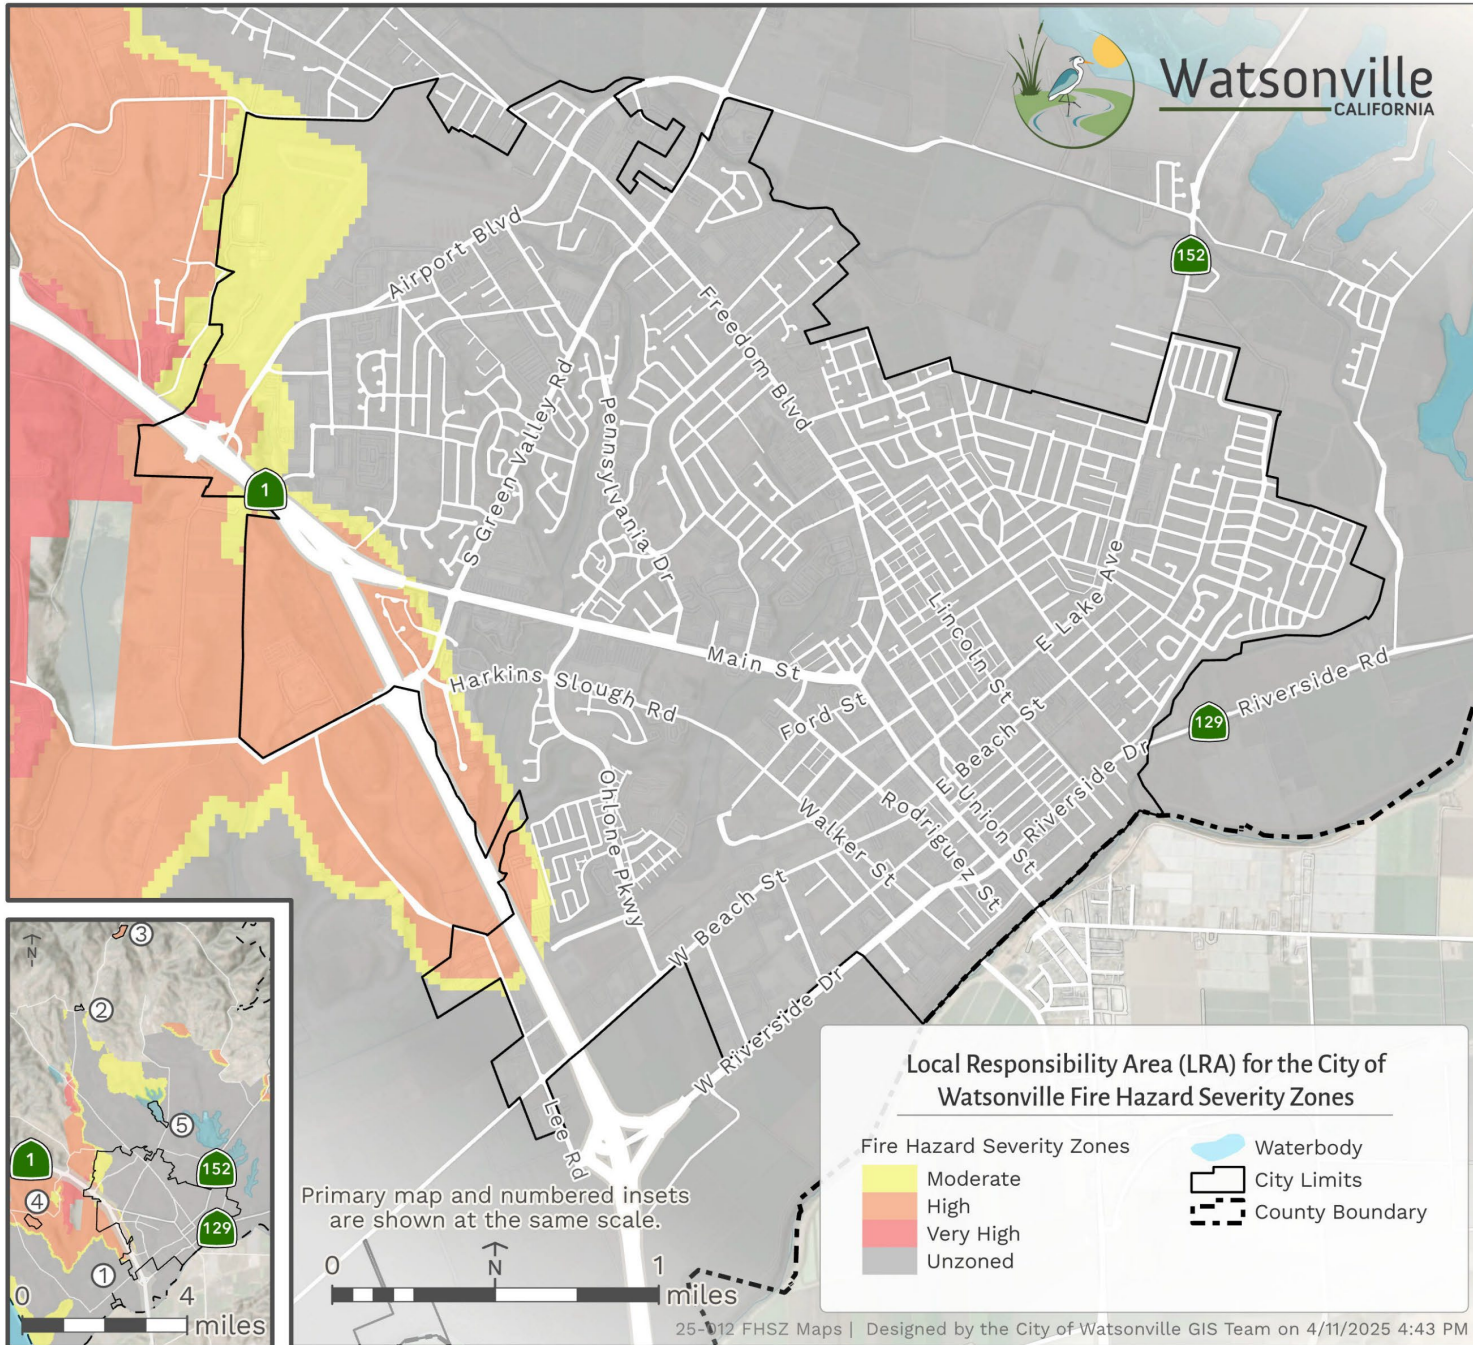 Watsonville
CALIFORNIA
152
Airport Blvd
Freedom Blvd
S Green Valley Rd
Pennsylvania Dr
1
Lincoln St
E Lake Ave
Main St
Harkins Slough Rd
Ford St
Riverside Rd
129
E Beach St
Riverside Dr
Union St
Rodriguez St
Walker St
Ohlone Pkwy
W Beach St
W Riverside Dr
Lee Rd
N
3
2
5
1
152
4
129
1
0 4
miles
Primary map and numbered insets
are shown at the same scale.
N
0 1
miles
Local Responsibility Area (LRA) for the City of
Watsonville Fire Hazard Severity Zones
Fire Hazard Severity Zones
Moderate
High
Very High
Unzoned
Waterbody
City Limits
County Boundary
25-012 FHSZ Maps | Designed by the City of Watsonville GIS Team on 4/11/2025 4:43 PM